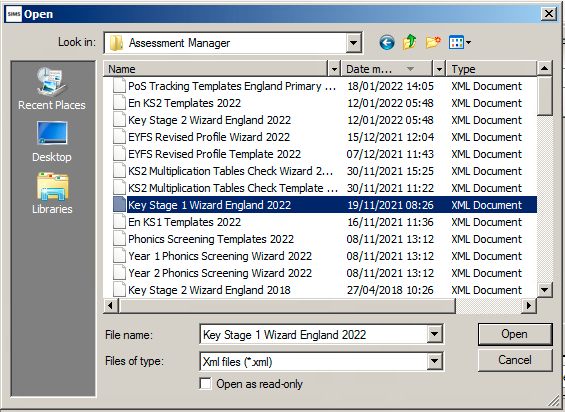 SIMS Open
Look in: Assessment Manager
Name Date m... Type
Recent Places
Desktop
Libraries
PoS Tracking Templates England Primary ... 18/01/2022 14:05 XML Document
En KS2 Templates 2022 12/01/2022 05:48 XML Document
Key Stage 2 Wizard England 2022 12/01/2022 05:48 XML Document
EYFS Revised Profile Wizard 2022 15/12/2021 12:04 XML Document
EYFS Revised Profile Template 2022 07/12/2021 11:43 XML Document
KS2 Multiplication Tables Check Wizard 2... 30/11/2021 15:25 XML Document
KS2 Multiplication Tables Check Template ... 30/11/2021 11:22 XML Document
Key Stage 1 Wizard England 2022 19/11/2021 08:26 XML Document
En KS1 Templates 2022 16/11/2021 11:36 XML Document
Phonics Screening Templates 2022 08/11/2021 13:12 XML Document
Year 1 Phonics Screening Wizard 2022 08/11/2021 13:12 XML Document
Year 2 Phonics Screening Wizard 2022 08/11/2021 13:12 XML Document
Key Stage 2 Wizard England 2018 27/04/2018 10:26 XML Document
File name: Key Stage 1 Wizard England 2022 Open
Files of type: Xml files (*.xml) Cancel
Open as read-only